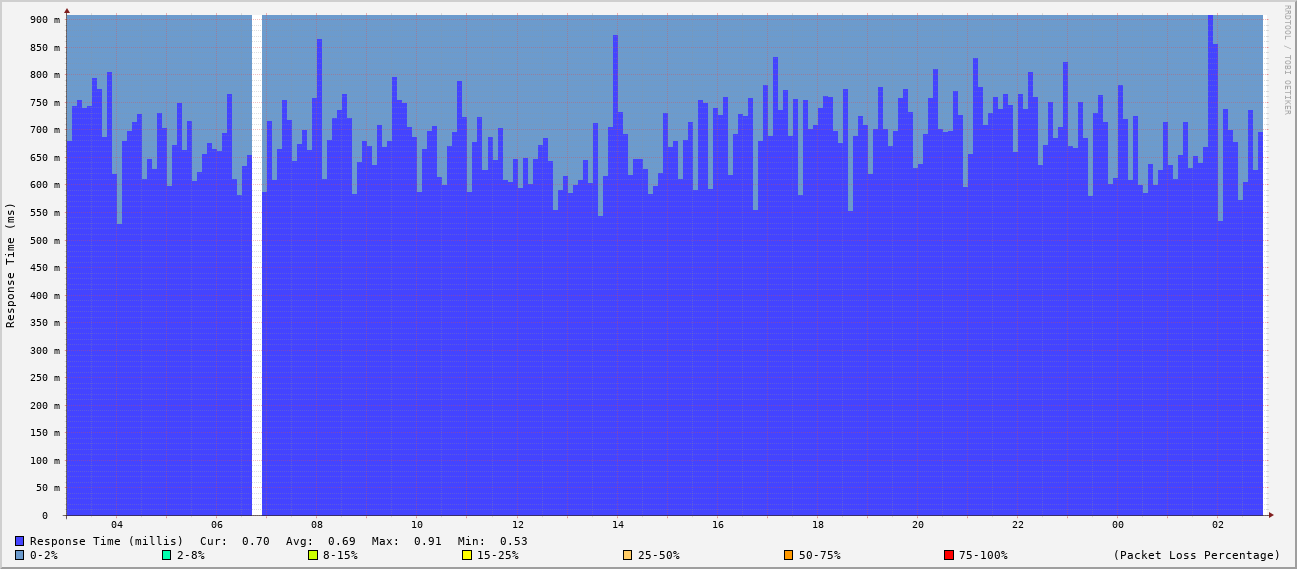 900 m
850 m
800 m
750 m
700 m
650 m
600 m
550 m
500 m
450 m
400 m
350 m
300 m
250 m
200 m
150 m
100 m
50 m
0
Response Time (ms)
RRDTOOL / TOBI OETIKER
04 06 08 10 12 14 16 18 20 22 00 02
Response Time (millis) Cur: 0.70 Avg: 0.69 Max: 0.91 Min: 0.53
0-2% 2-8% 8-15% 15-25% 25-50% 50-75% 75-100% (Packet Loss Percentage)